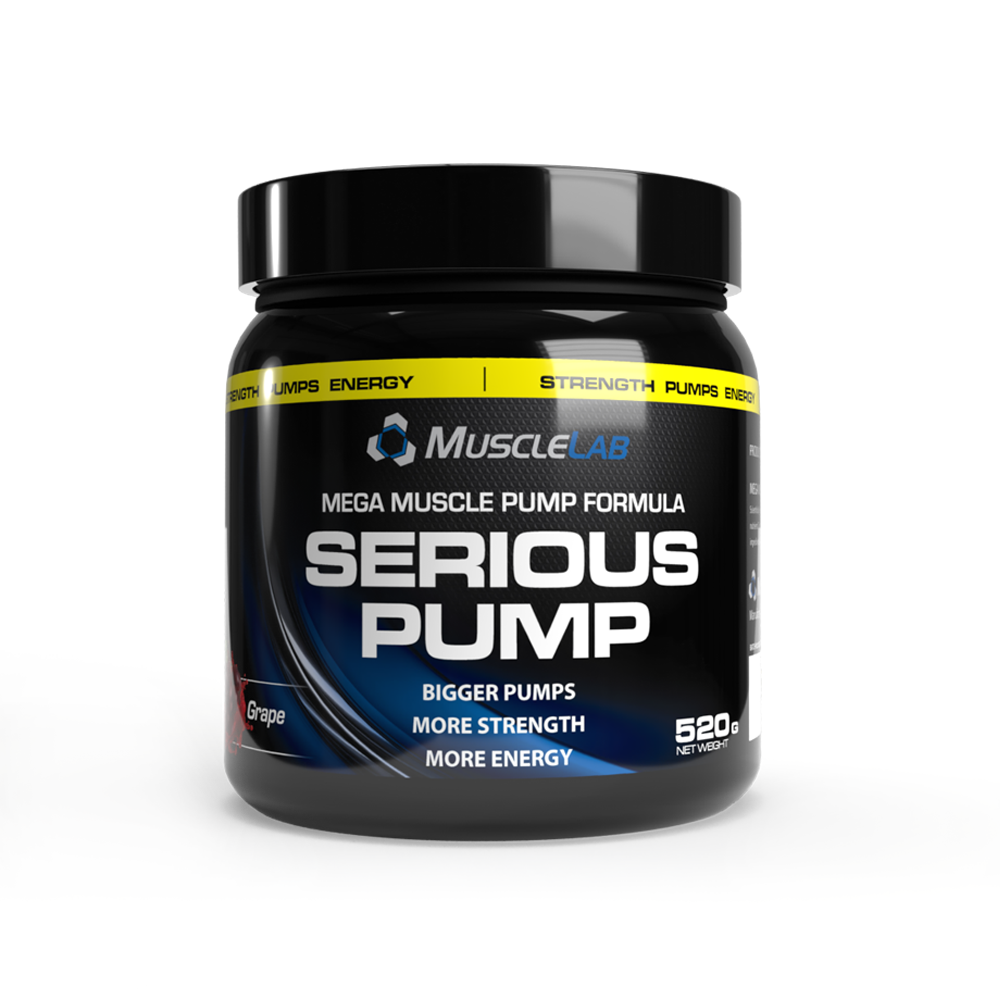 STRENGTH PUMPS ENERGY | STRENGTH PUMPS ENERGY
MUSCLELAB
MEGA MUSCLE PUMP FORMULA
SERIOUS
PUMP
BIGGER PUMPS
MORE STRENGTH
MORE ENERGY
Grape
520 G
NET WEIGHT